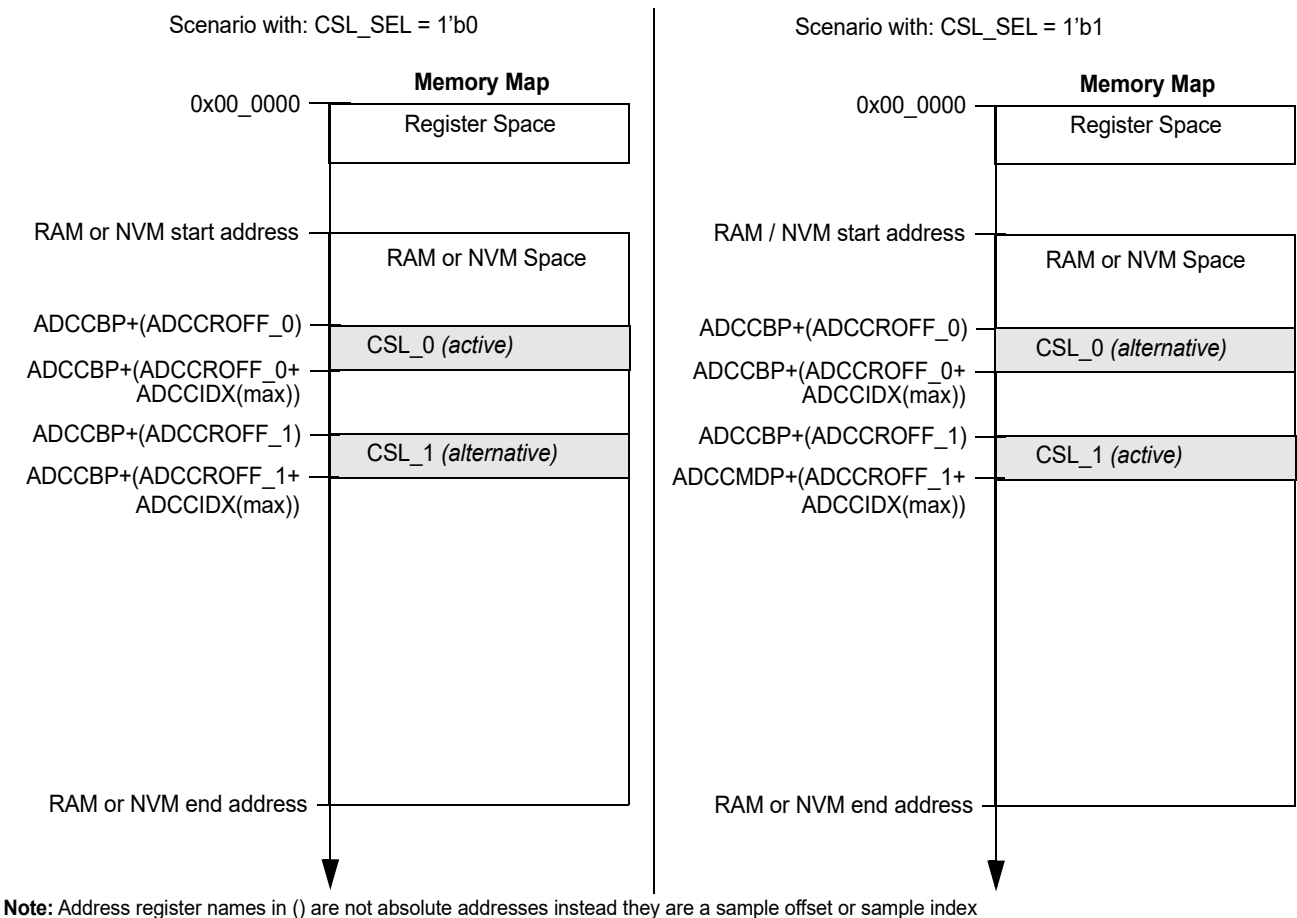 Scenario with: CSL_SEL = 1’b0
Memory Map
0x00_0000
Register Space
RAM or NVM start address
RAM or NVM Space
ADCCBP+(ADCCROFF_0)
CSL_0 (active)
ADCCBP+(ADCCROFF_0+
ADCCIDX(max))
ADCCBP+(ADCCROFF_1)
CSL_1 (alternative)
ADCCBP+(ADCCROFF_1+
ADCCIDX(max))
RAM or NVM end address
Scenario with: CSL_SEL = 1’b1
Memory Map
0x00_0000
Register Space
RAM / NVM start address
RAM or NVM Space
ADCCBP+(ADCCROFF_0)
CSL_0 (alternative)
ADCCBP+(ADCCROFF_0+
ADCCIDX(max))
ADCCBP+(ADCCROFF_1)
CSL_1 (active)
ADCCMDP+(ADCCROFF_1+
ADCCIDX(max))
RAM or NVM end address
Note: Address register names in () are not absolute addresses instead they are a sample offset or sample index